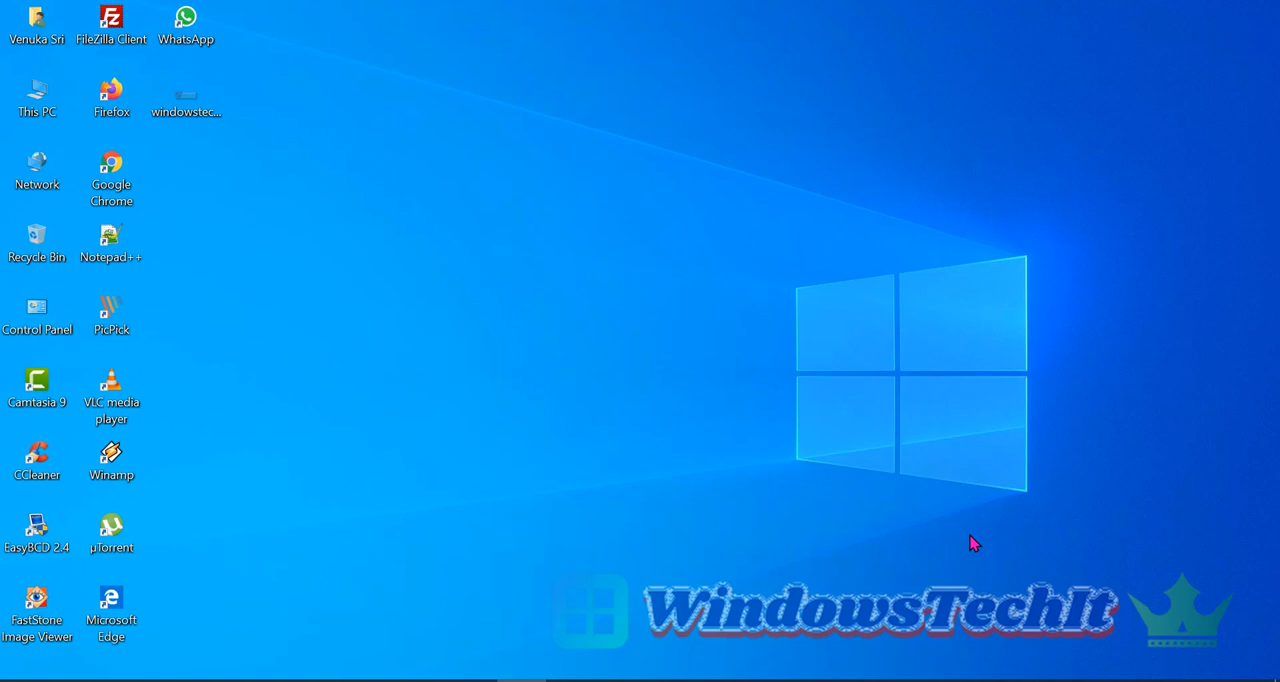 Venuka Sri
FileZilla Client
WhatsApp
This PC
Firefox
windowstec...
Network
Google
Chrome
Recycle Bin
Notepad++
Control Panel
PicPick
Camtasia 9
VLC media
player
CCleaner
Winamp
EasyBCD 2.4
µTorrent
FastStone
Image Viewer
Microsoft
Edge
WindowsTechIt